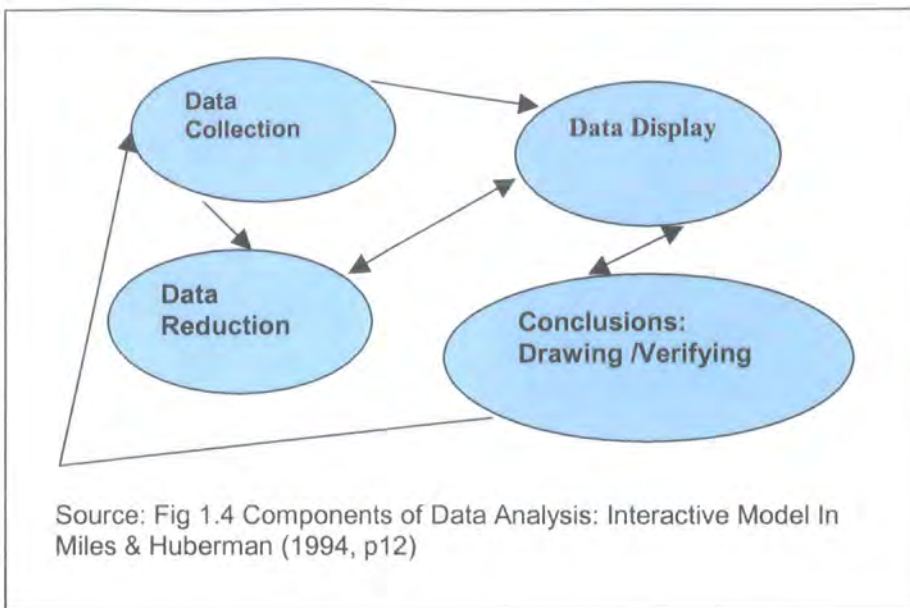 Data
Collection
Data Display
Data
Reduction
Conclusions:
Drawing /Verifying
Source: Fig 1.4 Components of Data Analysis: Interactive Model In
Miles & Huberman (1994, p12)